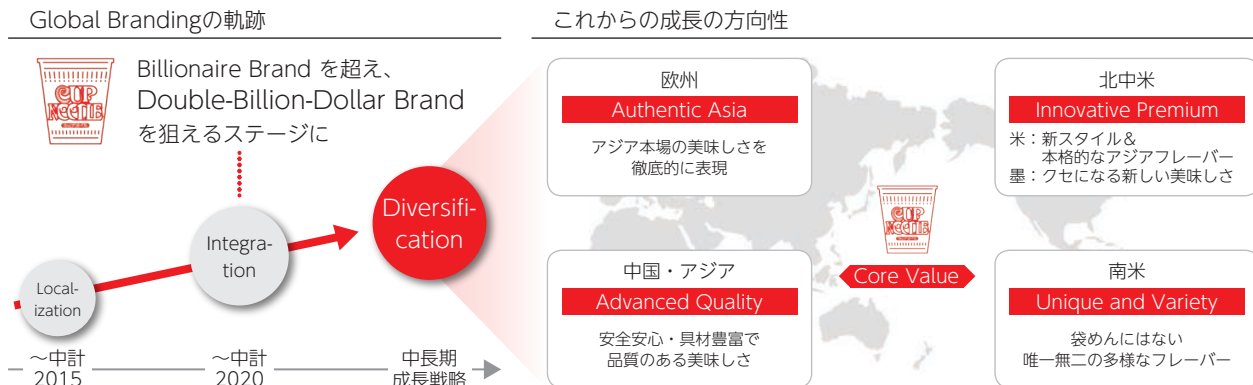 Global Brandingの軌跡
CUP
NOODLE
Billionaire Brand を超え、
Double-Billion-Dollar Brand
を狙えるステージに
Local-
ization
Integra-
tion
Diversifi-
cation
～中計
2015
～中計
2020
中長期
成長戦略
これからの成長の方向性
欧州
Authentic Asia
アジア本場の美味しさを
徹底的に表現
北中米
Innovative Premium
米：新スタイル＆
本格的なアジアフレーバー
墨：クセになる新しい美味しさ
CUP
NOODLE
Core Value
中国・アジア
Advanced Quality
安全安心・具材豊富で
品質のある美味しさ
南米
Unique and Variety
袋めんにはない
唯一無二の多様なフレーバー